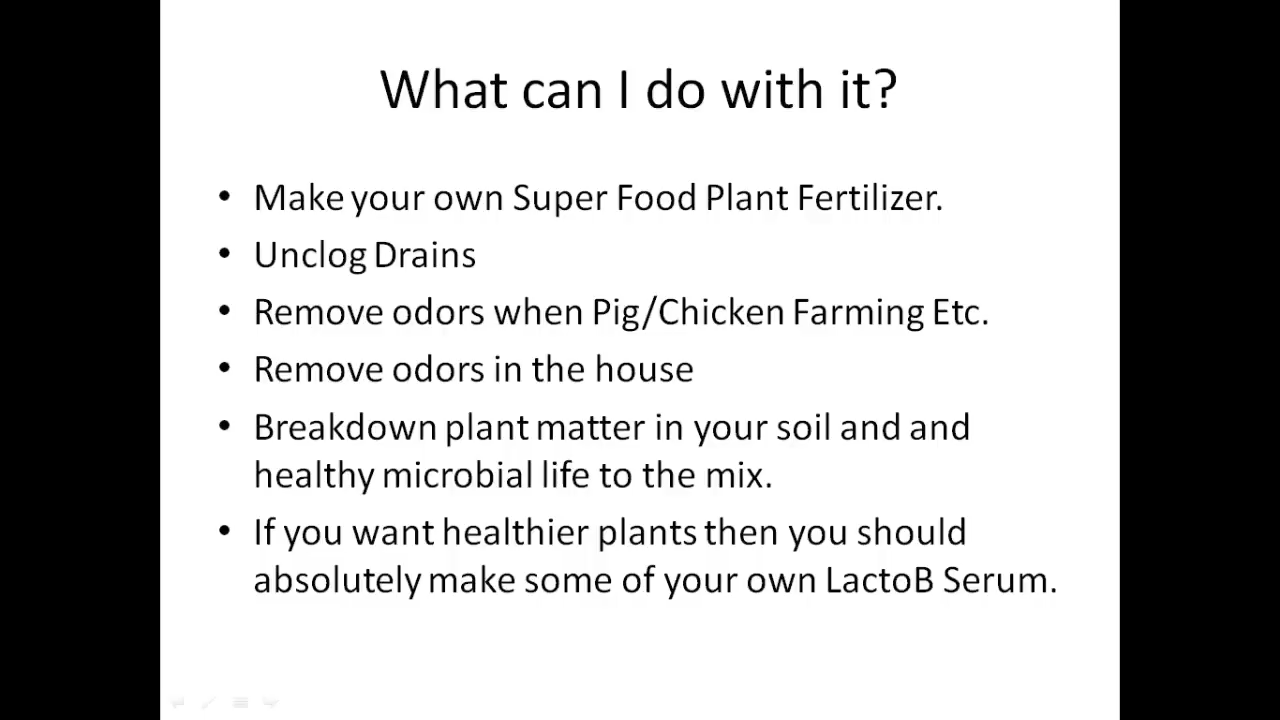 What can I do with it?
• Make your own Super Food Plant Fertilizer.
• Unclog Drains
• Remove odors when Pig/Chicken Farming Etc.
• Remove odors in the house
• Breakdown plant matter in your soil and and
healthy microbial life to the mix.
• If you want healthier plants then you should
absolutely make some of your own LactoB Serum.